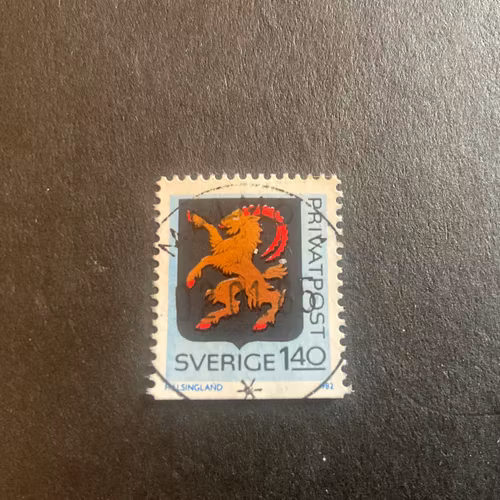 PRIVATPOST
SVERIGE 1.40
HÄLSINGLAND 1982